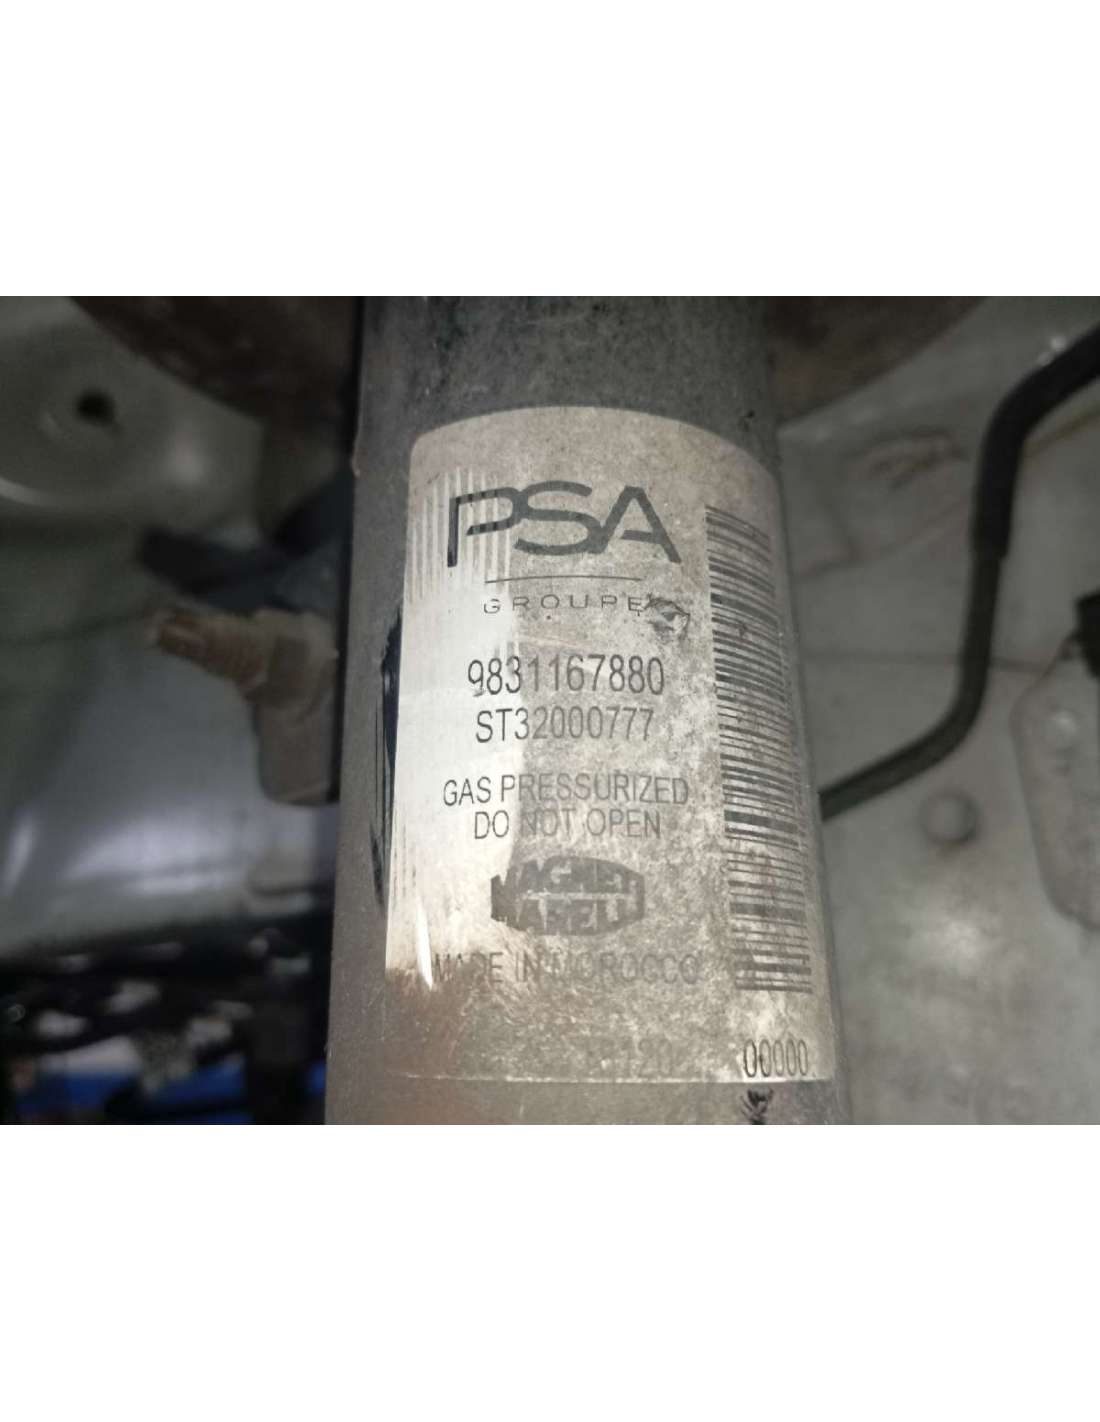 PSA
GROUPE
9831167880
ST32000777
GAS PRESSURIZED
DO NOT OPEN
MAGNETI
MARELLI
MADE IN MOROCCO
00000